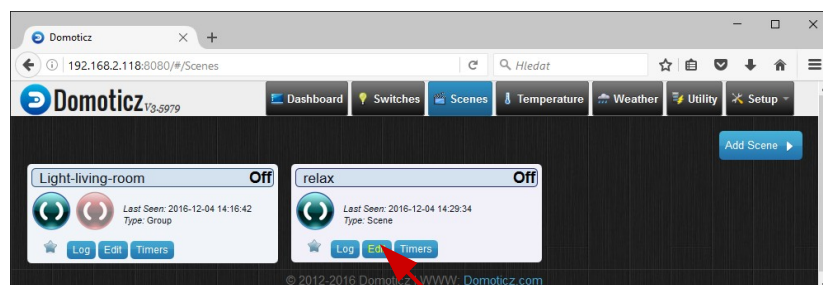 Domoticz
192.168.2.118:8080/#/Scenes
Hledat
Domoticz V3.5979
Dashboard Switches Scenes Temperature Weather Utility Setup
Add Scene
Light-living-room Off
Last Seen: 2016-12-04 14:16:42
Type: Group
Log Edit Timers
relax Off
Last Seen: 2016-12-04 14:29:34
Type: Scene
Log Edit Timers
© 2012-2016 Domoticz | WWW: Domoticz.com